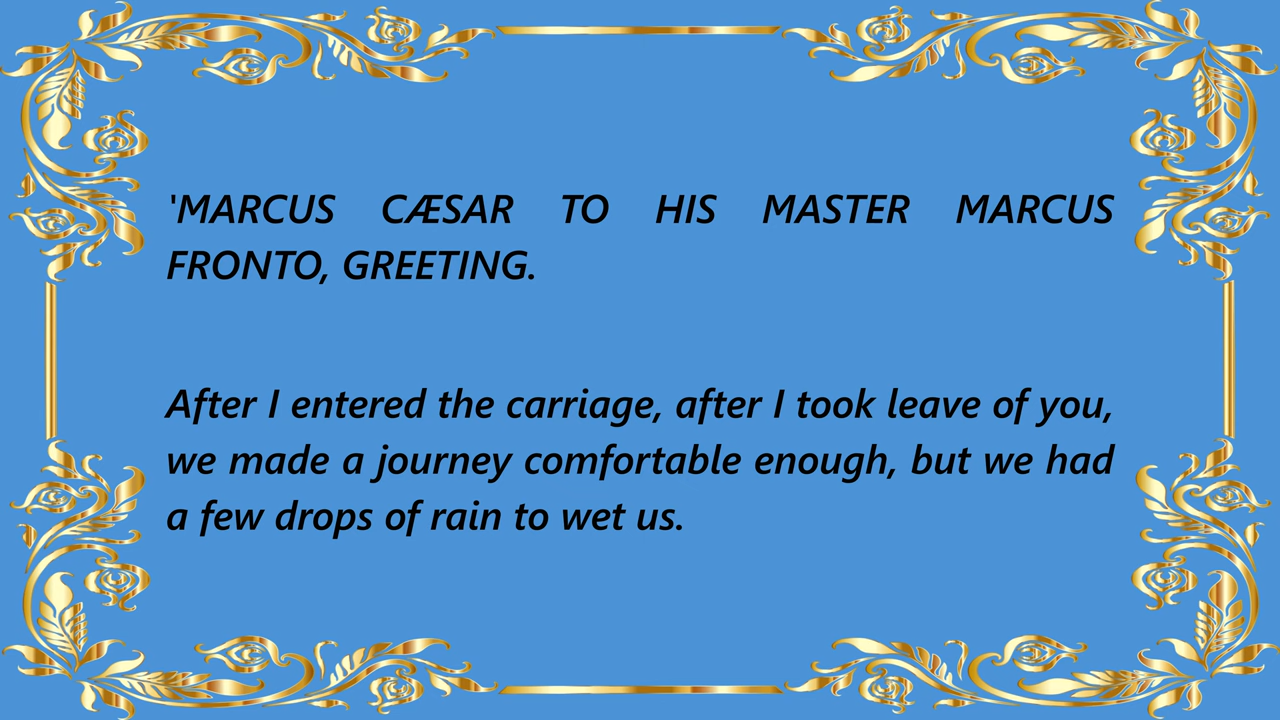 'MARCUS CÆSAR TO HIS MASTER MARCUS
FRONTO, GREETING.
After I entered the carriage, after I took leave of you,
we made a journey comfortable enough, but we had
a few drops of rain to wet us.